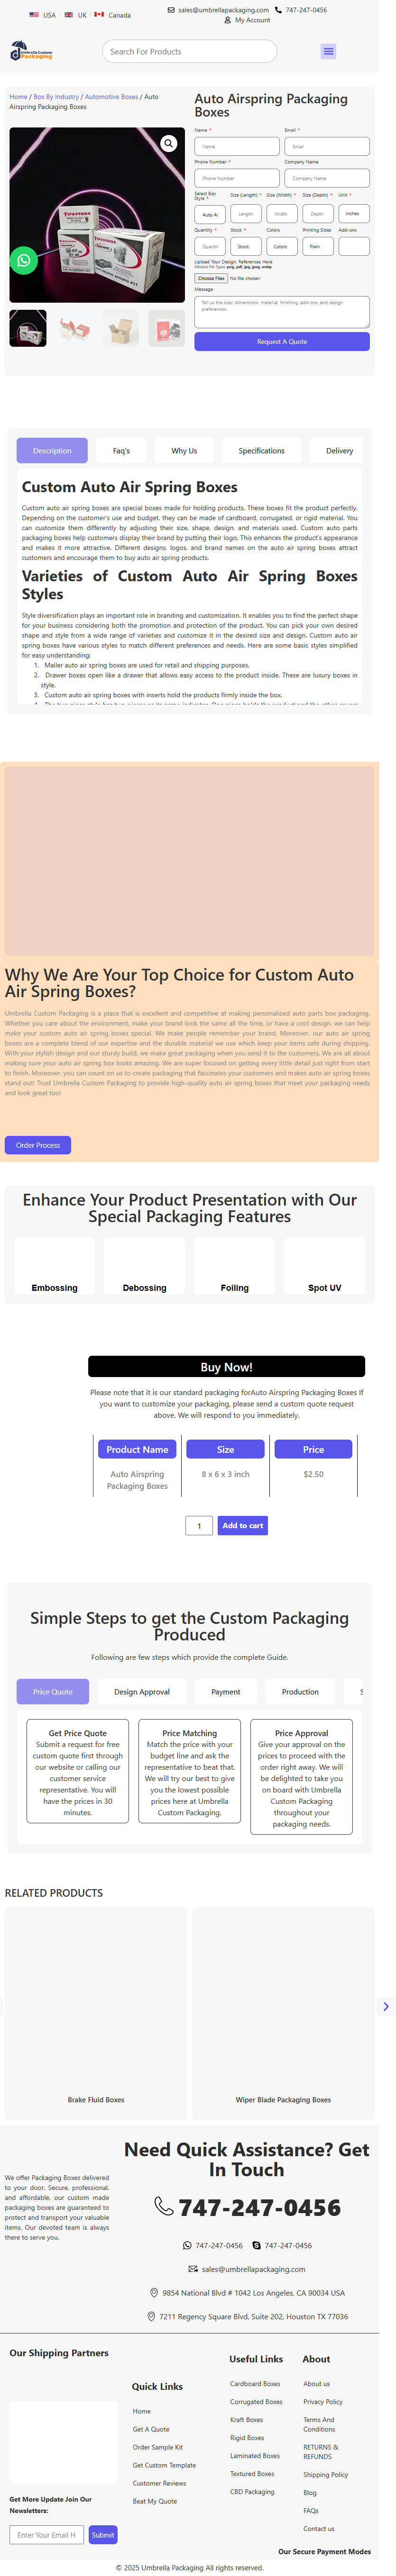 USA
UK
Canada
sales@umbrellapackaging.com
747-247-0456
My Account
Umbrella Custom
Packaging
Search For Products
Home / Box By Industry / Automotive Boxes / Auto
Airspring Packaging Boxes
Firestone
Firestone
Auto Airspring Packaging
Boxes
Name *
Email *
Name
Email
Phone Number *
Company Name
Phone Number
Company Name
Select Box
Style *
Size (Length) *
Size (Width) *
Size (Depth) *
Unit *
Auto Ai
Length
Width
Depth
Inches
Quantity *
Stock *
Colors
Printing Sides
Add-ons
Quantit
Stock
Colors
Plain
Upload Your Design, References Here
Allowed File Types: png, pdf, jpg, jpeg, webp
Choose Files No file chosen
Message
Tell us the size/ dimensions, material, finishing, add-ons, and design
preferences.
Request A Quote
Description
Faq's
Why Us
Specifications
Delivery
Custom Auto Air Spring Boxes
Custom auto air spring boxes are special boxes made for holding products. These boxes fit the product perfectly.
Depending on the customer's use and budget, they can be made of cardboard, corrugated, or rigid material. You
can customize them differently by adjusting their size, shape, design, and materials used. Custom auto parts
packaging boxes help customers display their brand by putting their logo. This enhances the product's appearance
and makes it more attractive. Different designs, logos, and brand names on the auto air spring boxes attract
customers and encourage them to buy auto air spring products.
Varieties of Custom Auto Air Spring Boxes
Styles
Style diversification plays an important role in branding and customization. It enables you to find the perfect shape
for your business considering both the promotion and protection of the product. You can pick your own desired
shape and style from a wide range of varieties and customize it in the desired size and design. Custom auto air
spring boxes have various styles to match different preferences and needs. Here are some basic styles simplified
for easy understanding:
1. Mailer auto air spring boxes are used for retail and shipping purposes.
2. Drawer boxes open like a drawer that allows easy access to the product inside. These are luxury boxes in
style.
3. Custom auto air spring boxes with inserts hold the products firmly inside the box.
Why We Are Your Top Choice for Custom Auto
Air Spring Boxes?
Umbrella Custom Packaging is a place that is excellent and competitive at making personalized auto parts box packaging.
Whether you care about the environment, make your brand look the same all the time, or have a cool design, we can help
make your custom auto air spring boxes special. We make people remember your brand. Moreover, our auto air spring
boxes are a complete blend of our expertise and the durable material we use which keep your items safe during shipping.
With your stylish design and our sturdy build, we make great packaging when you send it to the customers. We are all about
making sure your auto air spring box looks amazing. We are super focused on getting every little detail just right from start
to finish. Moreover, you can count on us to create packaging that fascinates your customers and makes auto air spring boxes
stand out! Trust Umbrella Custom Packaging to provide high-quality auto air spring boxes that meet your packaging needs
and look great too!
Order Process
Enhance Your Product Presentation with Our
Special Packaging Features
Embossing
Debossing
Foiling
Spot UV
Buy Now!
Please note that it is our standard packaging forAuto Airspring Packaging Boxes If
you want to customize your packaging, please send a custom quote request
above. We will respond to you immediately.
Product Name
Size
Price
Auto Airspring
Packaging Boxes
8 x 6 x 3 inch
$2.50
1
Add to cart
Simple Steps to get the Custom Packaging
Produced
Following are few steps which provide the complete Guide.
Price Quote
Design Approval
Payment
Production
S
Get Price Quote
Submit a request for free
custom quote first through
our website or calling our
customer service
representative. You will
have the prices in 30
minutes.
Price Matching
Match the price with your
budget line and ask the
representative to beat that.
We will try our best to give
you the lowest possible
prices here at Umbrella
Custom Packaging.
Price Approval
Give your approval on the
prices to proceed with the
order right away. We will
be delighted to take you
on board with Umbrella
Custom Packaging
throughout your
packaging needs.
RELATED PRODUCTS
Brake Fluid Boxes
Wiper Blade Packaging Boxes
We offer Packaging Boxes delivered
to your door. Secure, professional,
and affordable, our custom made
packaging boxes are guaranteed to
protect and transport your valuable
items. Our devoted team is always
there to serve you.
Need Quick Assistance? Get
In Touch
747-247-0456
747-247-0456
747-247-0456
sales@umbrellapackaging.com
9854 National Blvd # 1042 Los Angeles, CA 90034 USA
7211 Regency Square Blvd, Suite 202, Houston TX 77036
Our Shipping Partners
Get More Update Join Our
Newsletters:
Enter Your Email H
Submit
Quick Links
Home
Get A Quote
Order Sample Kit
Get Custom Template
Customer Reviews
Beat My Quote
Useful Links
Cardboard Boxes
Corrugated Boxes
Kraft Boxes
Rigid Boxes
Laminated Boxes
Textured Boxes
CBD Packaging
About
About us
Privacy Policy
Terms And
Conditions
RETURNS &
REFUNDS
Shipping Policy
Blog
FAQs
Contact us
Our Secure Payment Modes
© 2025 Umbrella Packaging All rights reserved.